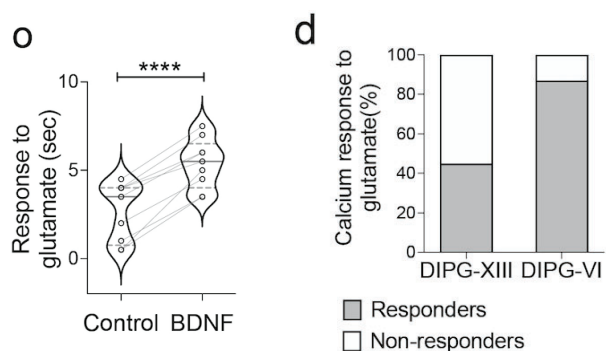 o
Response to
glutamate (sec)
10
5
0
****
Control BDNF
d
Calcium response to
glutamate(%)
100
80
60
40
20
0
DIPG-XIII DIPG-VI
Responders
Non-responders